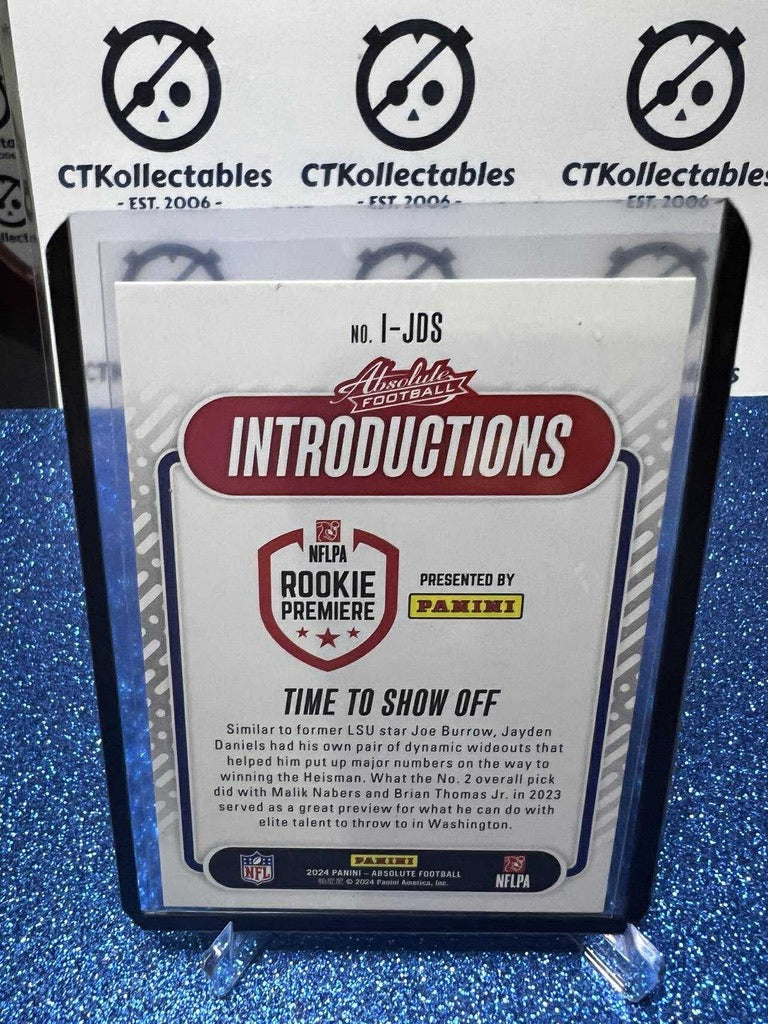 CTKollectables CTKollectables CTKollectables
- EST. 2006 - - EST. 2006 - EST. 2006
NO. I-JDS
Absolute
FOOTBALL
INTRODUCTIONS
NFLPA
ROOKIE
PREMIERE
PRESENTED BY
PANINI
TIME TO SHOW OFF
Similar to former LSU star Joe Burrow, Jayden
Daniels had his own pair of dynamic wideouts that
helped him put up major numbers on the way to
winning the Heisman. What the No. 2 overall pick
did with Malik Nabers and Brian Thomas Jr. in 2023
served as a great preview for what he can do with
elite talent to throw to in Washington.
NFL
PANINI
2024 PANINI – ABSOLUTE FOOTBALL
© 2024 Panini America, Inc.
NFLPA